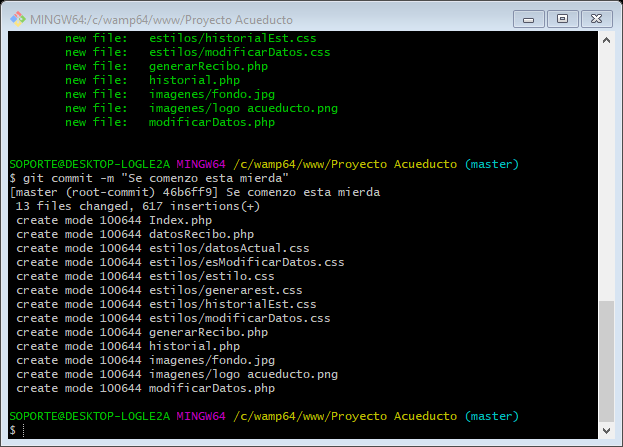 MINGW64:/c/wamp64/www/Proyecto Acueducto
new file:   estilos/historialEst.css
new file:   estilos/modificarDatos.css
new file:   generarRecibo.php
new file:   historial.php
new file:   imagenes/fondo.jpg
new file:   imagenes/logo acueducto.png
new file:   modificarDatos.php
SOPORTE@DESKTOP-LOGLE2A MINGW64 /c/wamp64/www/Proyecto Acueducto (master)
$ git commit -m "Se comenzo esta mierda"
[master (root-commit) 46b6ff9] Se comenzo esta mierda
13 files changed, 617 insertions(+)
create mode 100644 Index.php
create mode 100644 datosRecibo.php
create mode 100644 estilos/datosActual.css
create mode 100644 estilos/esModificarDatos.css
create mode 100644 estilos/estilo.css
create mode 100644 estilos/generarest.css
create mode 100644 estilos/historialEst.css
create mode 100644 estilos/modificarDatos.css
create mode 100644 generarRecibo.php
create mode 100644 historial.php
create mode 100644 imagenes/fondo.jpg
create mode 100644 imagenes/logo acueducto.png
create mode 100644 modificarDatos.php
SOPORTE@DESKTOP-LOGLE2A MINGW64 /c/wamp64/www/Proyecto Acueducto (master)
$